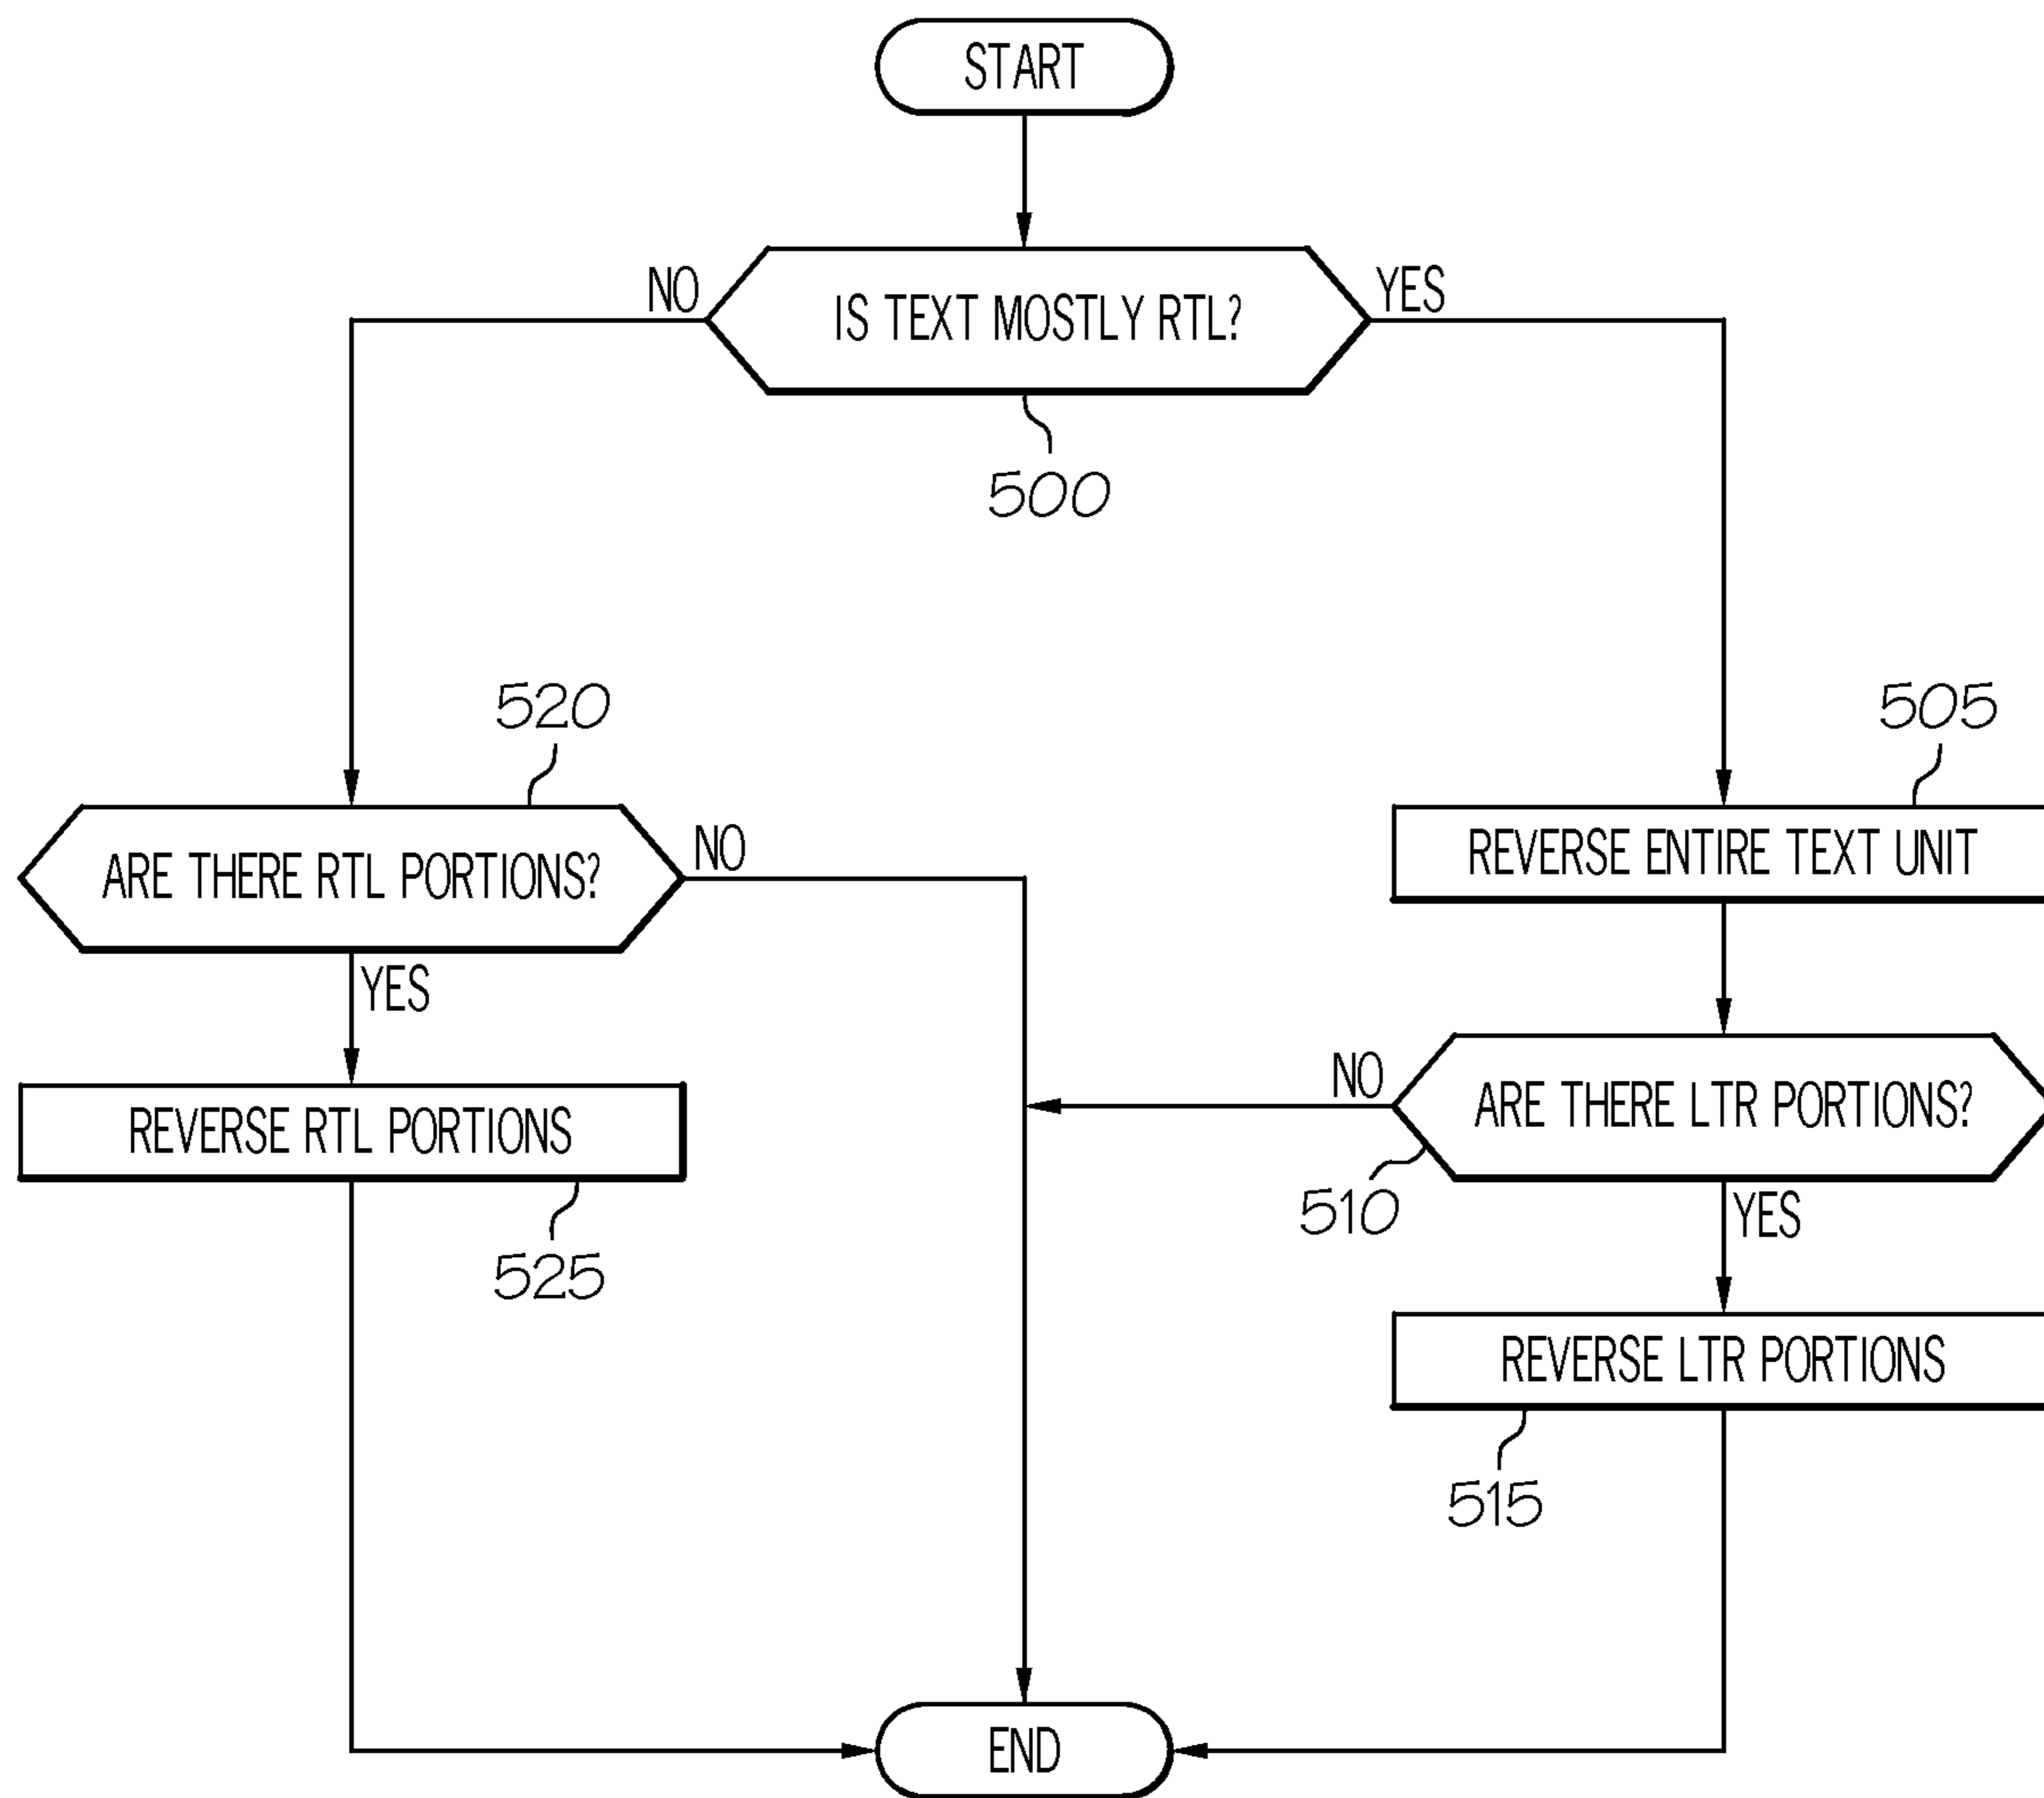 START
NO
IS TEXT MOSTLY RTL?
YES
500
520
505
ARE THERE RTL PORTIONS?
NO
REVERSE ENTIRE TEXT UNIT
YES
NO
ARE THERE LTR PORTIONS?
REVERSE RTL PORTIONS
510
YES
525
REVERSE LTR PORTIONS
515
END